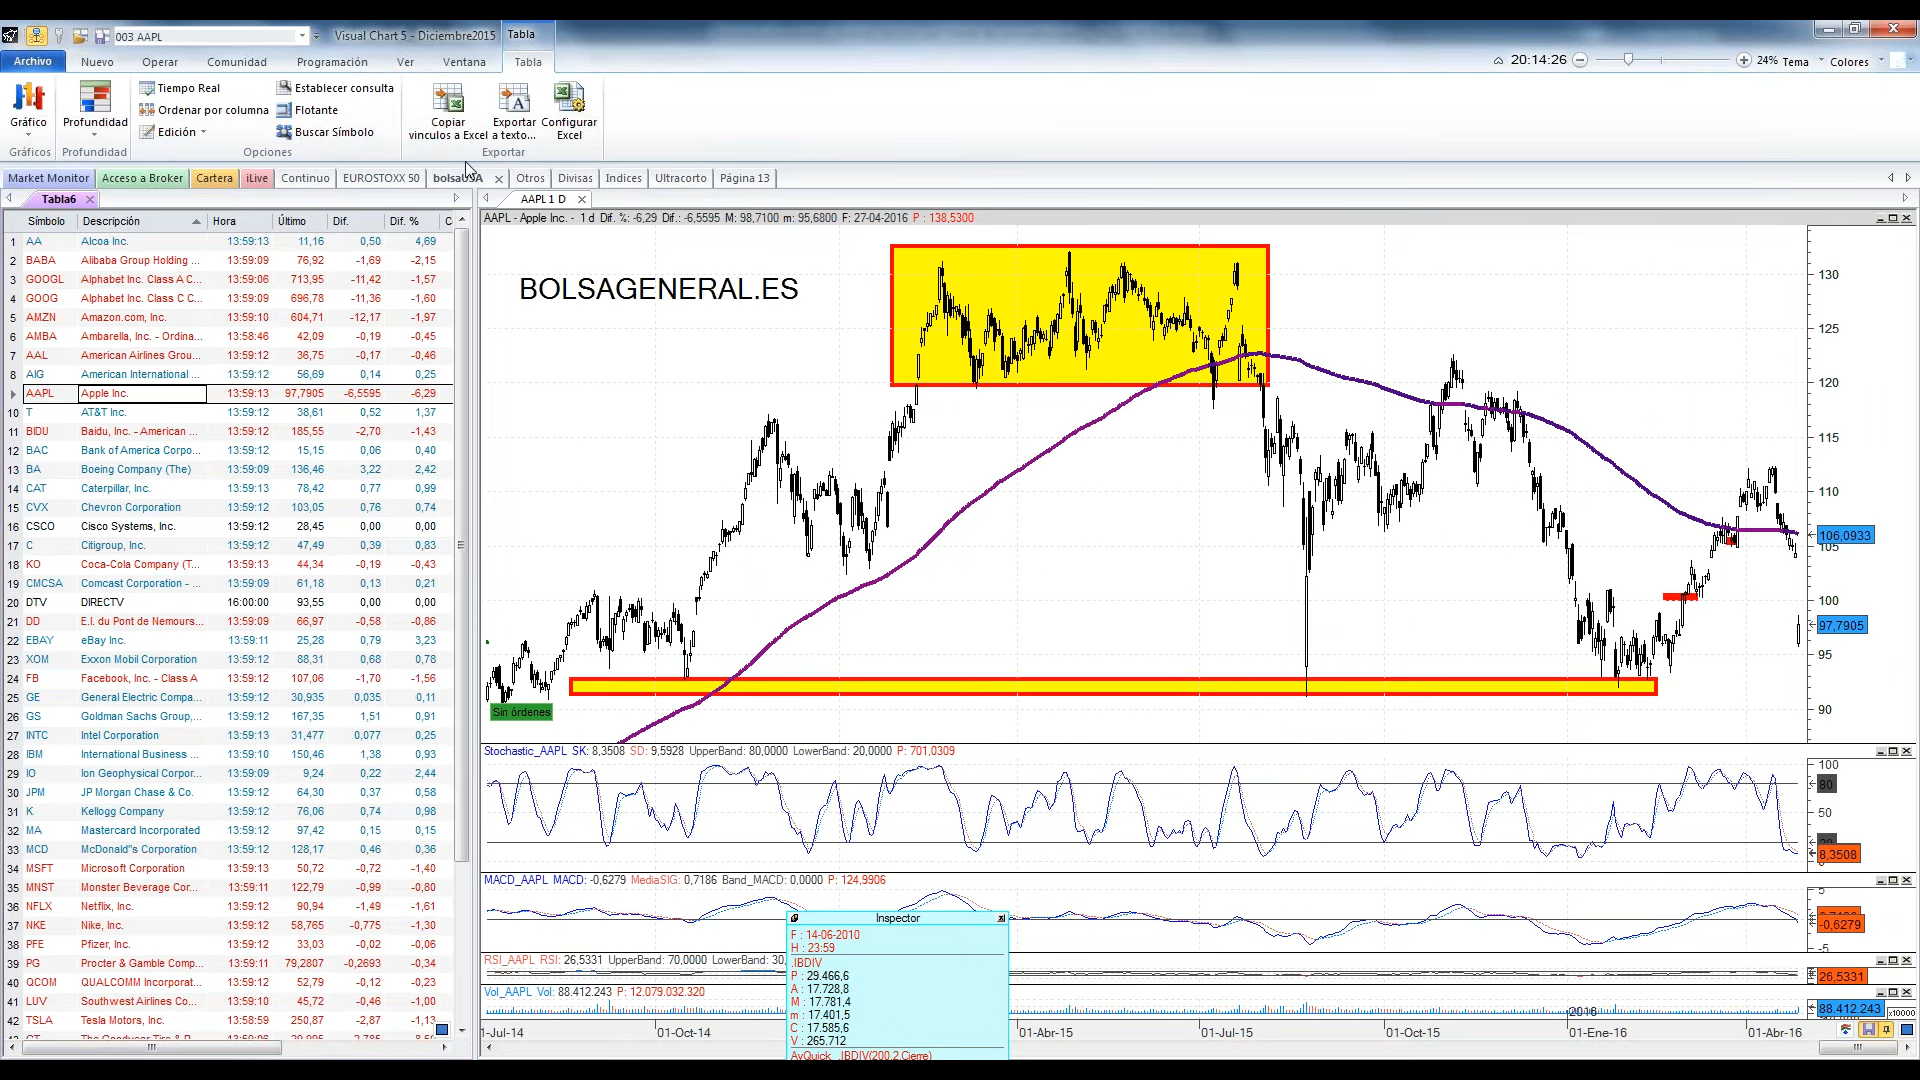 003 AAPL
Visual Chart 5 - Diciembre2015
Tabla
Archivo Nuevo Operar Comunidad Programación Ver Ventana Tabla
20:14:26 24% Tema Colores
Gráfico
Profundidad
Tiempo Real
Ordenar por columna
Edición
Establecer consulta
Flotante
Buscar Símbolo
Copiar vinculos a Excel
Exportar a texto...
Configurar Excel
Gráficos Profundidad Opciones Exportar
Market Monitor Acceso a Broker Cartera iLive Continuo EUROSTOXX 50 bolsaUSA Otros Divisas Indices Ultracorto Página 13
Tabla6
Símbolo Descripción Hora Último Dif. Dif. % C
1 AA Alcoa Inc. 13:59:13 11,16 0,50 4,69
2 BABA Alibaba Group Holding ... 13:59:09 76,92 -1,69 -2,15
3 GOOGL Alphabet Inc. Class A C... 13:59:06 713,95 -11,42 -1,57
4 GOOG Alphabet Inc. Class C C... 13:59:09 696,78 -11,36 -1,60
5 AMZN Amazon.com, Inc. 13:59:10 604,71 -12,17 -1,97
6 AMBA Ambarella, Inc. - Ordina... 13:58:46 42,09 -0,19 -0,45
7 AAL American Airlines Grou... 13:59:12 36,75 -0,17 -0,46
8 AIG American International ... 13:59:12 56,69 0,14 0,25
AAPL Apple Inc. 13:59:13 97,7905 -6,5595 -6,29
10 T AT&T Inc. 13:59:12 38,61 0,52 1,37
11 BIDU Baidu, Inc. - American ... 13:59:12 185,55 -2,70 -1,43
12 BAC Bank of America Corpo... 13:59:12 15,15 0,06 0,40
13 BA Boeing Company (The) 13:59:09 136,46 3,22 2,42
14 CAT Caterpillar, Inc. 13:59:13 78,42 0,77 0,99
15 CVX Chevron Corporation 13:59:12 103,05 0,76 0,74
16 CSCO Cisco Systems, Inc. 13:59:12 28,45 0,00 0,00
17 C Citigroup, Inc. 13:59:12 47,49 0,39 0,83
18 KO Coca-Cola Company (T... 13:59:13 44,34 -0,19 -0,43
19 CMCSA Comcast Corporation - ... 13:59:09 61,18 0,13 0,21
20 DTV DIRECTV 16:00:00 93,55 0,00 0,00
21 DD E.I. du Pont de Nemours... 13:59:09 66,97 -0,58 -0,86
22 EBAY eBay Inc. 13:59:11 25,28 0,79 3,23
23 XOM Exxon Mobil Corporation 13:59:12 88,31 0,68 0,78
24 FB Facebook, Inc. - Class A 13:59:12 107,06 -1,70 -1,56
25 GE General Electric Compa... 13:59:12 30,935 0,035 0,11
26 GS Goldman Sachs Group,... 13:59:12 167,35 1,51 0,91
27 INTC Intel Corporation 13:59:12 31,477 0,077 0,25
28 IBM International Business ... 13:59:10 150,46 1,38 0,93
29 IO Ion Geophysical Corpor... 13:59:09 9,24 0,22 2,44
30 JPM JP Morgan Chase & Co. 13:59:12 64,30 0,37 0,58
31 K Kellogg Company 13:59:12 76,06 0,74 0,98
32 MA Mastercard Incorporated 13:59:12 97,42 0,15 0,15
33 MCD McDonald"s Corporation 13:59:12 128,17 0,46 0,36
34 MSFT Microsoft Corporation 13:59:13 50,72 -0,72 -1,40
35 MNST Monster Beverage Cor... 13:59:11 122,79 -0,99 -0,80
36 NFLX Netflix, Inc. 13:59:12 90,94 -1,49 -1,61
37 NKE Nike, Inc. 13:59:12 58,765 -0,775 -1,30
38 PFE Pfizer, Inc. 13:59:12 33,03 -0,02 -0,06
39 PG Procter & Gamble Comp... 13:59:11 79,2807 -0,2693 -0,34
40 QCOM QUALCOMM Incorporat... 13:59:12 52,79 -0,12 -0,23
41 LUV Southwest Airlines Co... 13:59:10 45,72 -0,46 -1,00
42 TSLA Tesla Motors, Inc. 13:58:59 250,87 -2,87 -1,13
AAPL 1 D
AAPL - Apple Inc. - 1 d Dif. %: -6,29 Dif.: -6,5595 M: 98,7100 m: 95,6800 F: 27-04-2016 P : 138,5300
BOLSAGENERAL.ES
130
125
120
115
110
106,0933
105
100
97,7905
95
90
Sin órdenes
Stochastic_AAPL SK: 8,3508 SD: 9,5928 UpperBand: 80,0000 LowerBand: 20,0000 P: 701,0309
100
80
50
8,3508
MACD_AAPL MACD: -0,6279 MediaSIG: 0,7186 Band_MACD: 0,0000 P: 124,9906
5
-0,6279
-5
RSI_AAPL RSI: 26,5331 UpperBand: 70,0000 LowerBand: 30,
26,5331
Vol_AAPL Vol: 88.412.243 P: 12.079.032.320
88.412.243 x10000
2016
Inspector
F : 14-06-2010
H : 23:59
.IBDIV
P : 29.466,6
A : 17.728,8
M : 17.781,4
m : 17.401,5
C : 17.585,6
V : 265.712
AvQuick .IBDIV(200,2,Cierre)
1-Jul-14 01-Oct-14 01-Abr-15 01-Jul-15 01-Oct-15 01-Ene-16 01-Abr-16